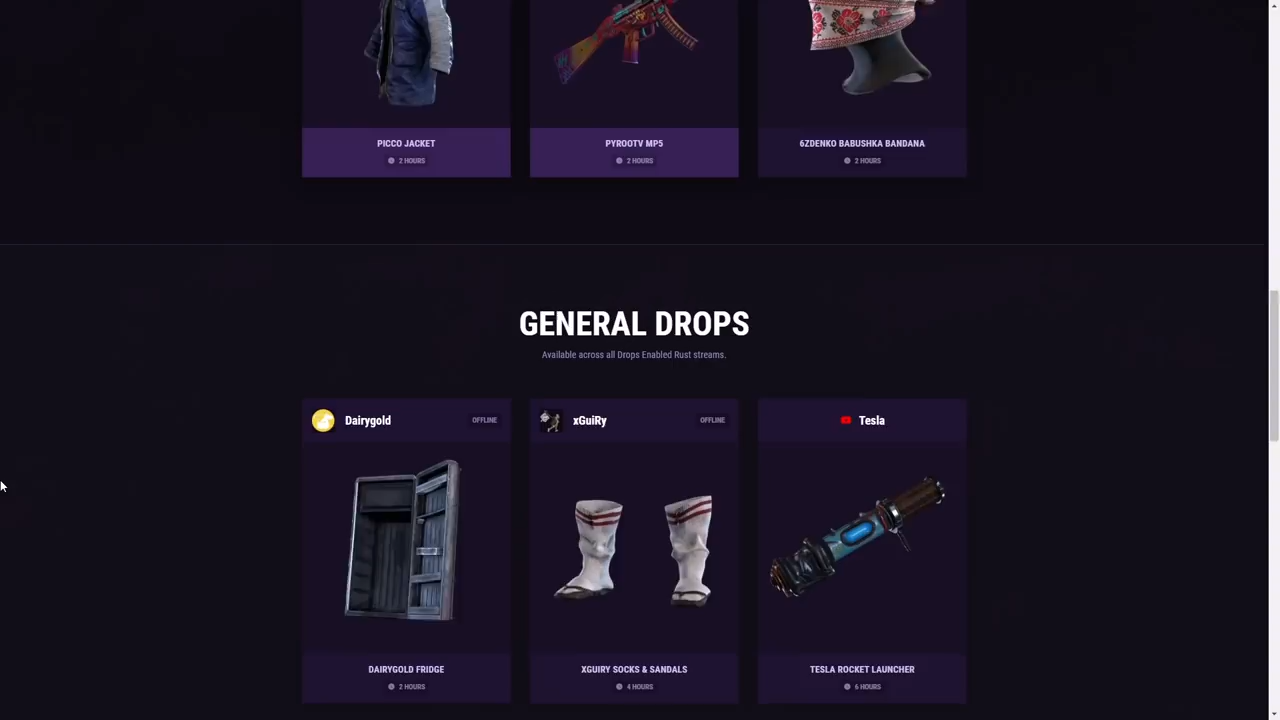 PICCO JACKET
2 HOURS
PYROOTV MP5
2 HOURS
6ZDENKO BABUSHKA BANDANA
2 HOURS
GENERAL DROPS
Available across all Drops Enabled Rust streams.
Dairygold
OFFLINE
xGuiRy
OFFLINE
Tesla
DAIRYGOLD FRIDGE
2 HOURS
XGUIRY SOCKS & SANDALS
4 HOURS
TESLA ROCKET LAUNCHER
6 HOURS